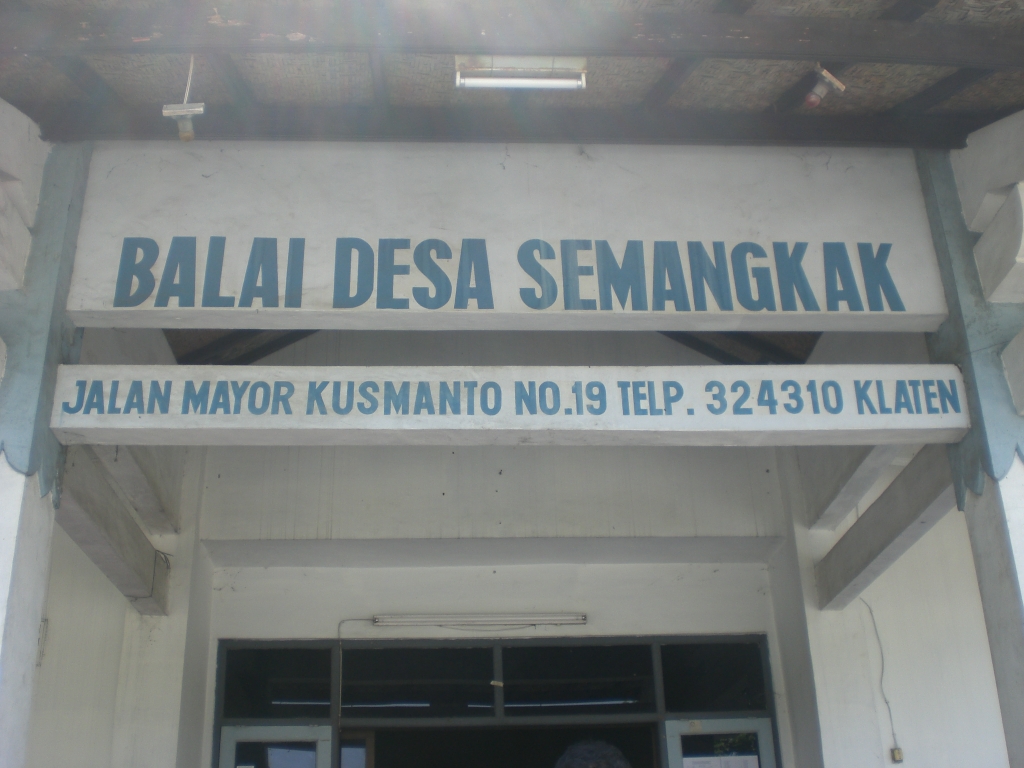 BALAI DESA SEMANGKAK
JALAN MAYOR KUSMANTO NO.19 TELP. 324310 KLATEN